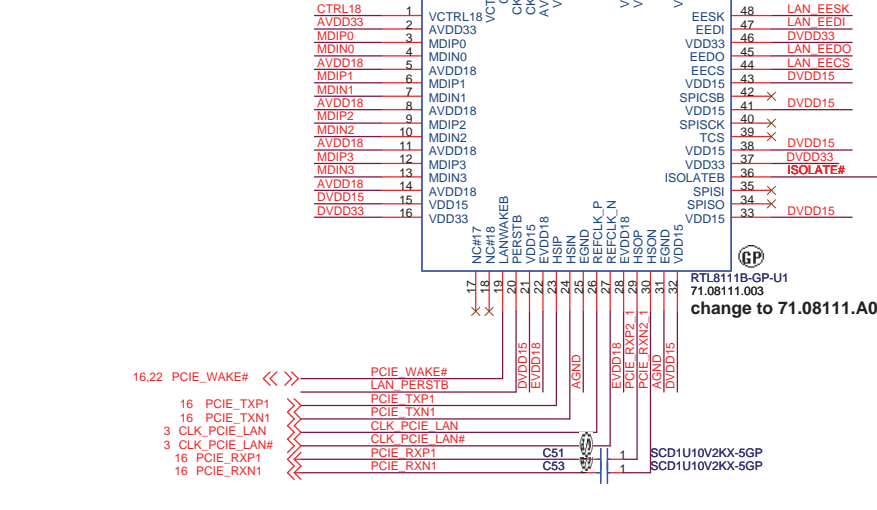 CTRL18 1 VCTRL18 EESK 48 LAN_EESK
AVDD33 2 AVDD33 EEDI 47 LAN_EEDI
MDIP0 3 MDIP0 VDD33 46 DVDD33
MDIN0 4 MDIN0 EEDO 45 LAN_EEDO
AVDD18 5 AVDD18 EECS 44 LAN_EECS
MDIP1 6 MDIP1 VDD15 43 DVDD15
MDIN1 7 MDIN1 SPICSB 42
AVDD18 8 AVDD18 VDD15 41 DVDD15
MDIP2 9 MDIP2 SPISCK 40
MDIN2 10 MDIN2 TCS 39
AVDD18 11 AVDD18 VDD15 38 DVDD15
MDIP3 12 MDIP3 VDD33 37 DVDD33
MDIN3 13 MDIN3 ISOLATEB 36 ISOLATE#
AVDD18 14 AVDD18 SPISI 35
DVDD15 15 VDD15 SPISO 34
DVDD33 16 VDD33 VDD15 33 DVDD15
NC#17
NC#18
LANWAKEB
PERSTB
VDD15
EVDD18
HSIP
HSIN
EGND
REFCLK_P
REFCLK_N
EVDD18
HSOP
HSON
EGND
VDD15
GP
RTL8111B-GP-U1
71.08111.003
change to 71.08111.A0
17 18 19 20 21 22 23 24 25 26 27 28 29 30 31 32
DVDD15
EVDD18
AGND
EVDD18
PCIE_RXP2_1
PCIE_RXN2_1
AGND
DVDD15
16,22 PCIE_WAKE# PCIE_WAKE#
LAN_PERSTB
16 PCIE_TXP1 PCIE_TXP1
16 PCIE_TXN1 PCIE_TXN1
3 CLK_PCIE_LAN CLK_PCIE_LAN
3 CLK_PCIE_LAN# CLK_PCIE_LAN#
16 PCIE_RXP1 PCIE_RXP1 C51 1 SCD1U10V2KX-5GP
16 PCIE_RXN1 PCIE_RXN1 C53 1 SCD1U10V2KX-5GP